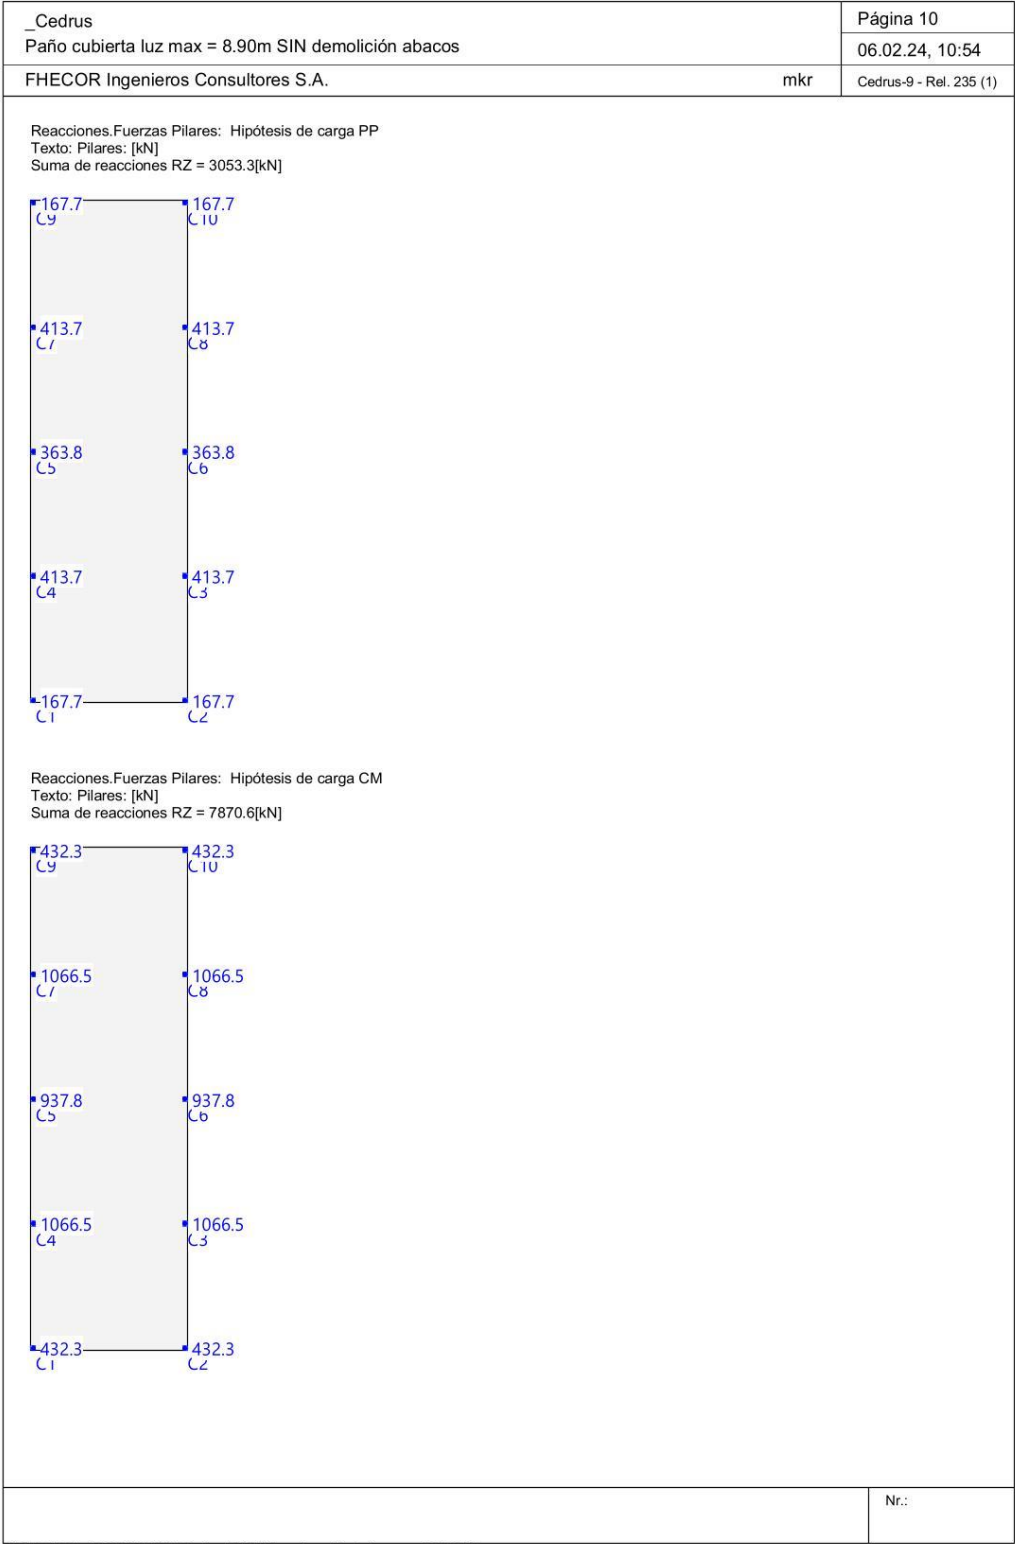 _Cedrus
Página 10
Paño cubierta luz max = 8.90m SIN demolición abacos
06.02.24, 10:54
FHECOR Ingenieros Consultores S.A.
mkr
Cedrus-9 - Rel. 235 (1)
Reacciones.Fuerzas Pilares: Hipótesis de carga PP
Texto: Pilares: [kN]
Suma de reacciones RZ = 3053.3[kN]
167.7 167.7
C9 C10
413.7 413.7
C7 C8
363.8 363.8
C5 C6
413.7 413.7
C4 C3
167.7 167.7
C1 C2
Reacciones.Fuerzas Pilares: Hipótesis de carga CM
Texto: Pilares: [kN]
Suma de reacciones RZ = 7870.6[kN]
432.3 432.3
C9 C10
1066.5 1066.5
C7 C8
937.8 937.8
C5 C6
1066.5 1066.5
C4 C3
432.3 432.3
C1 C2
Nr.: